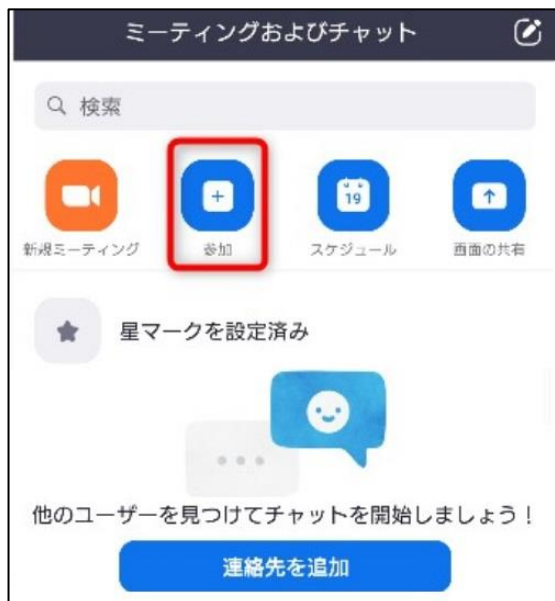 ミーティングおよびチャット
検索
19
新規ミーティング 参加 スケジュール 画面の共有
星マークを設定済み
他のユーザーを見つけてチャットを開始しましょう！
連絡先を追加